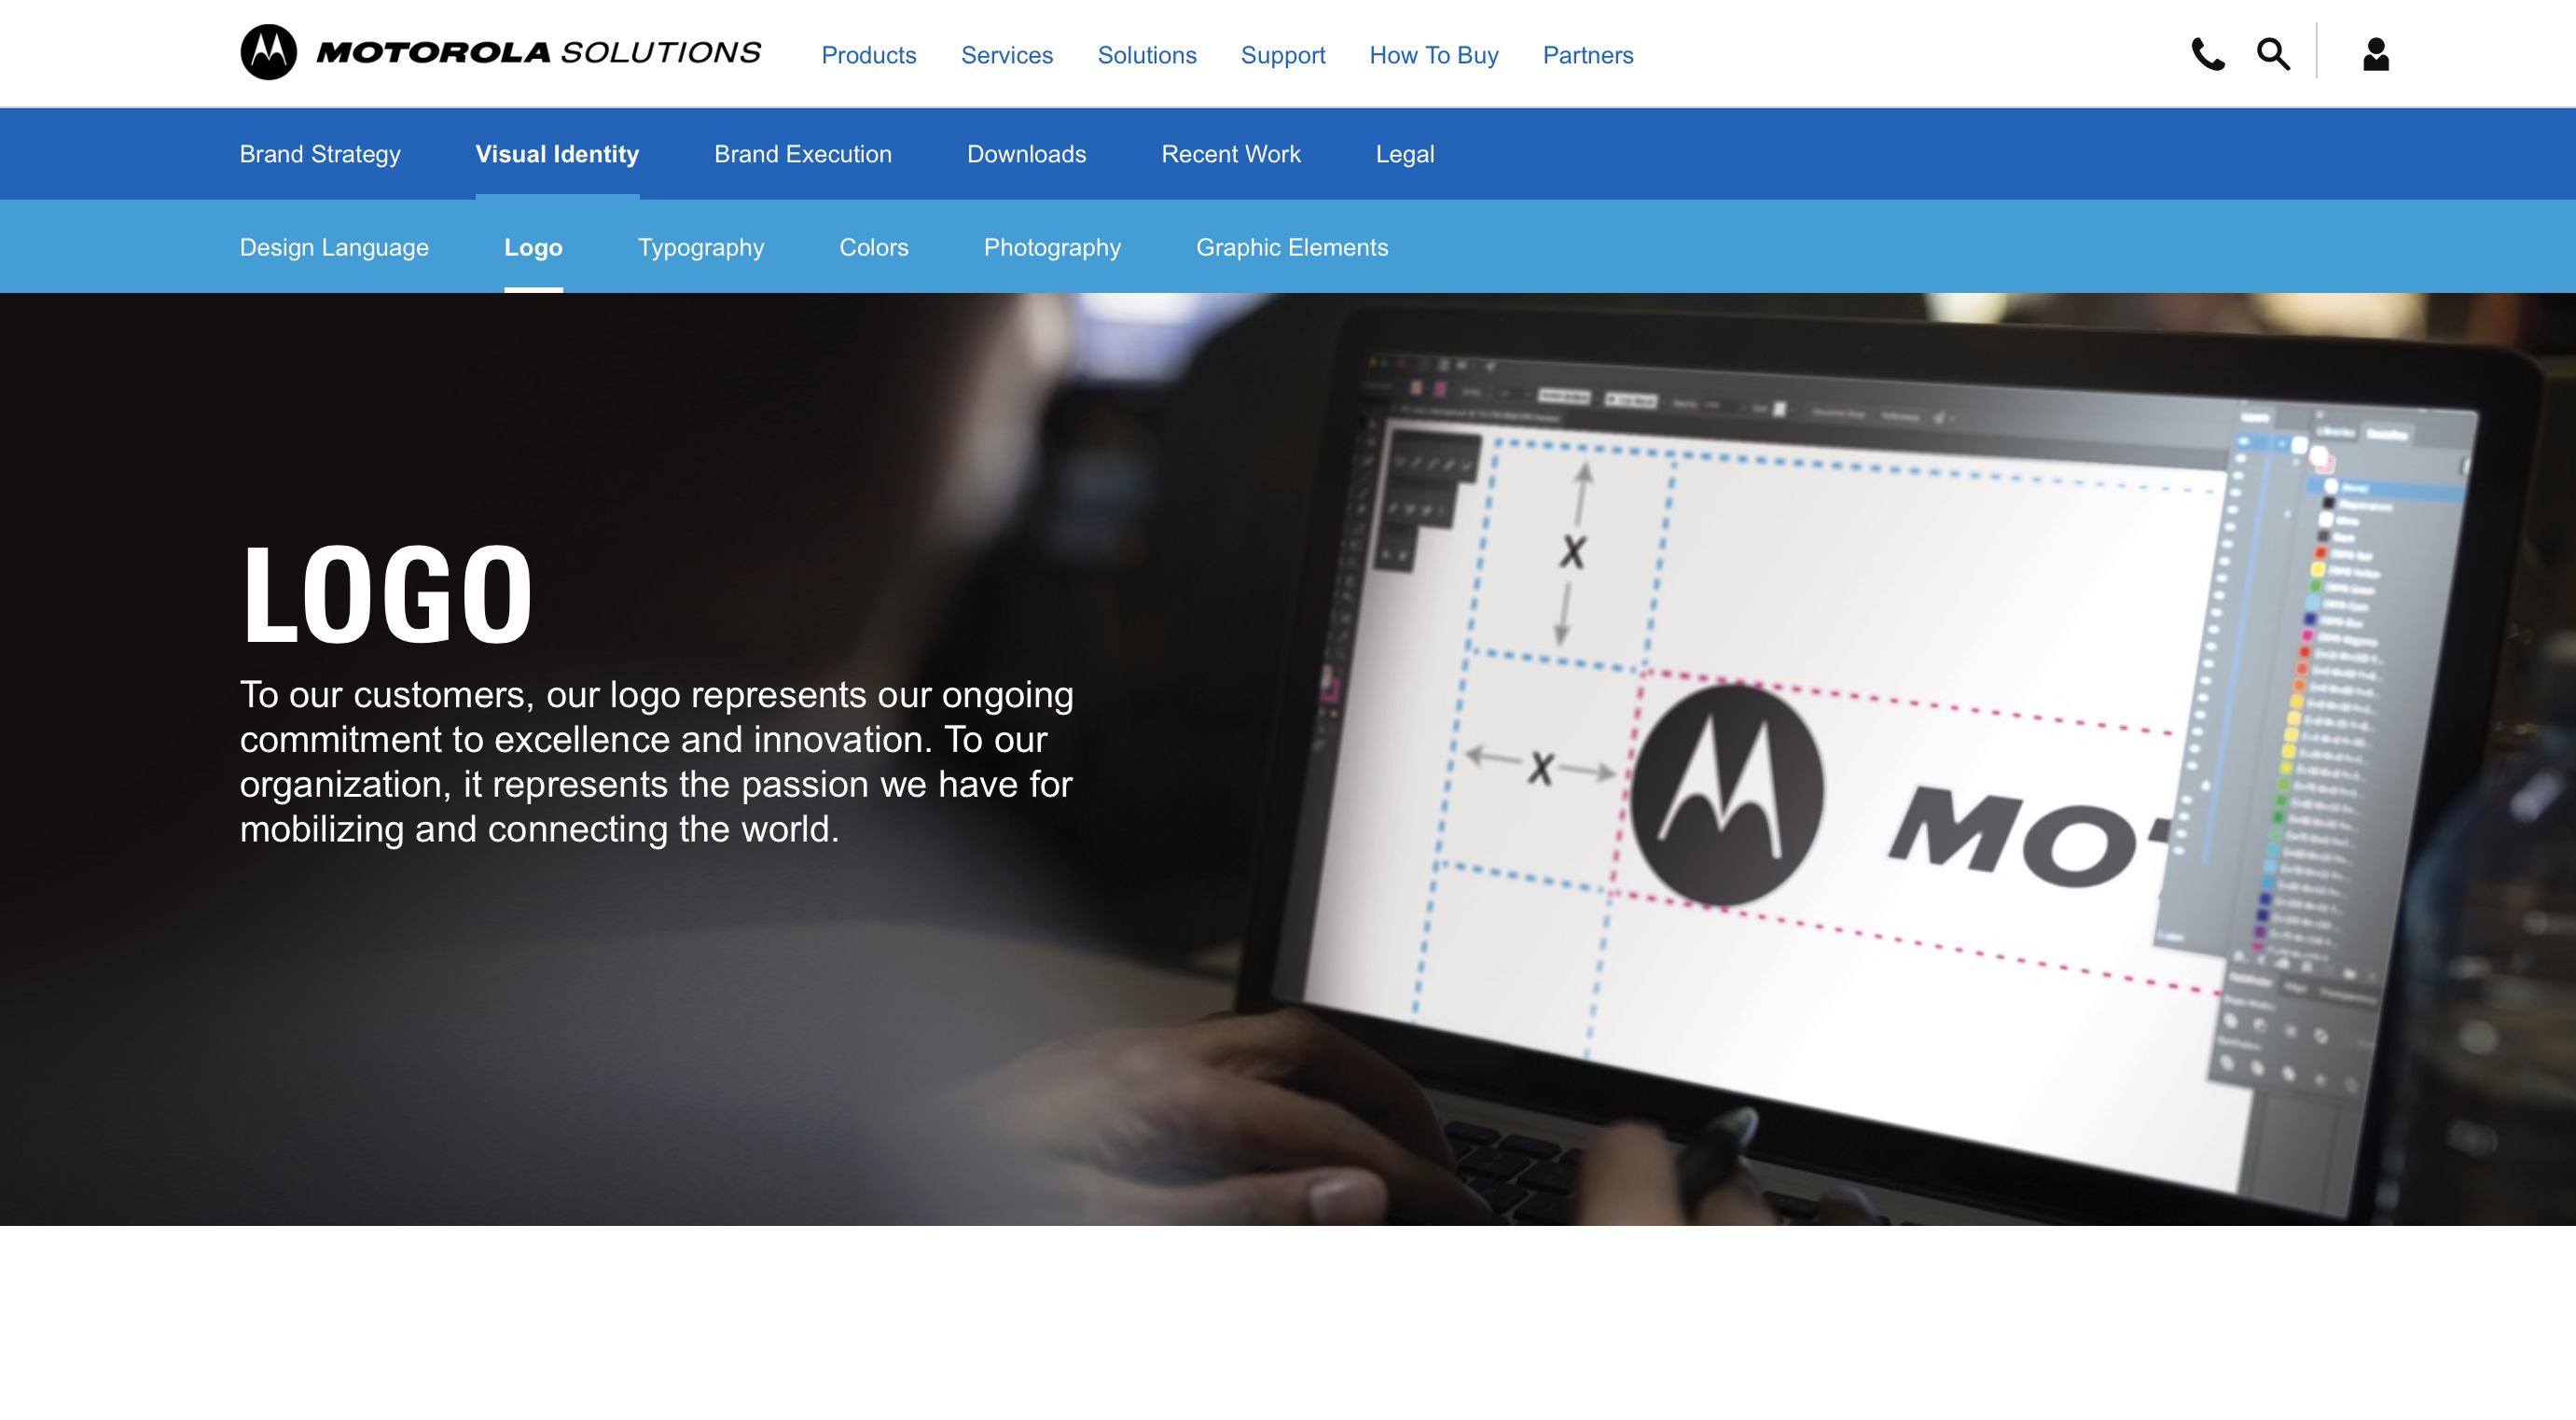 MOTOROLA SOLUTIONS
Products Services Solutions Support How To Buy Partners
Brand Strategy Visual Identity Brand Execution Downloads Recent Work Legal
Design Language Logo Typography Colors Photography Graphic Elements
LOGO
To our customers, our logo represents our ongoing
commitment to excellence and innovation. To our
organization, it represents the passion we have for
mobilizing and connecting the world.
X
X
MOT